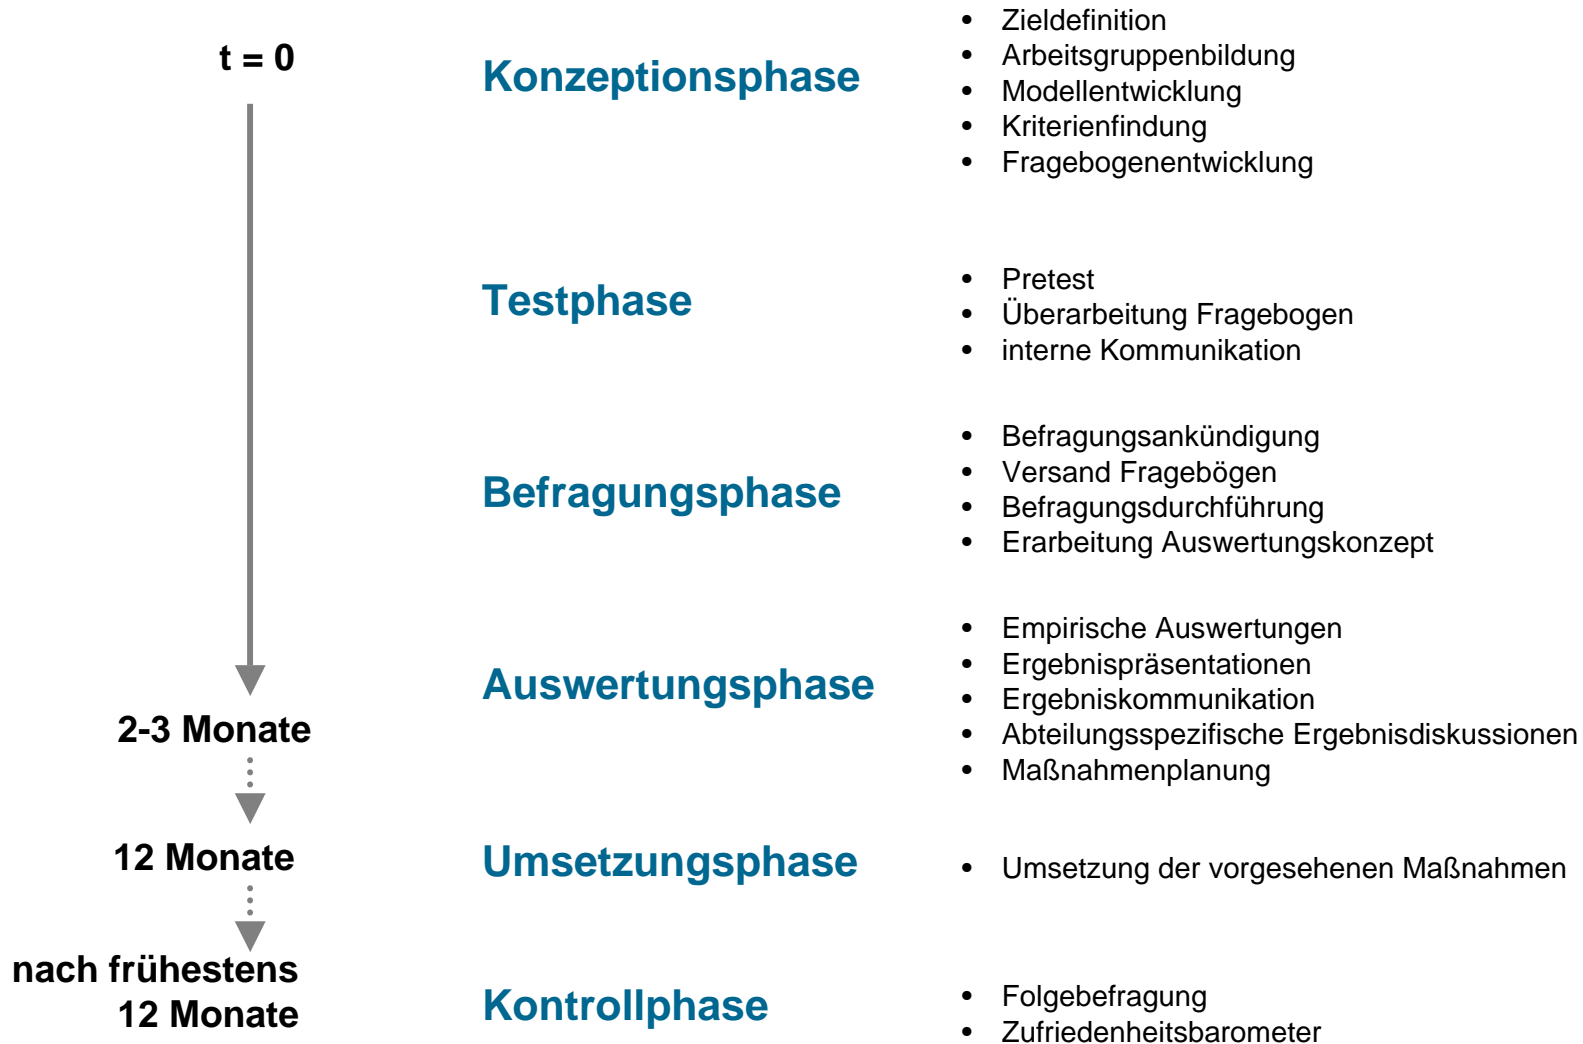 t = 0
Konzeptionsphase
• Zieldefinition
• Arbeitsgruppenbildung
• Modellentwicklung
• Kriterienfindung
• Fragebogenentwicklung
Testphase
• Pretest
• Überarbeitung Fragebogen
• interne Kommunikation
Befragungsphase
• Befragungsankündigung
• Versand Fragebögen
• Befragungsdurchführung
• Erarbeitung Auswertungskonzept
2-3 Monate
Auswertungsphase
• Empirische Auswertungen
• Ergebnispräsentationen
• Ergebniskommunikation
• Abteilungsspezifische Ergebnisdiskussionen
• Maßnahmenplanung
12 Monate
Umsetzungsphase
• Umsetzung der vorgesehenen Maßnahmen
nach frühestens
12 Monate
Kontrollphase
• Folgebefragung
• Zufriedenheitsbarometer